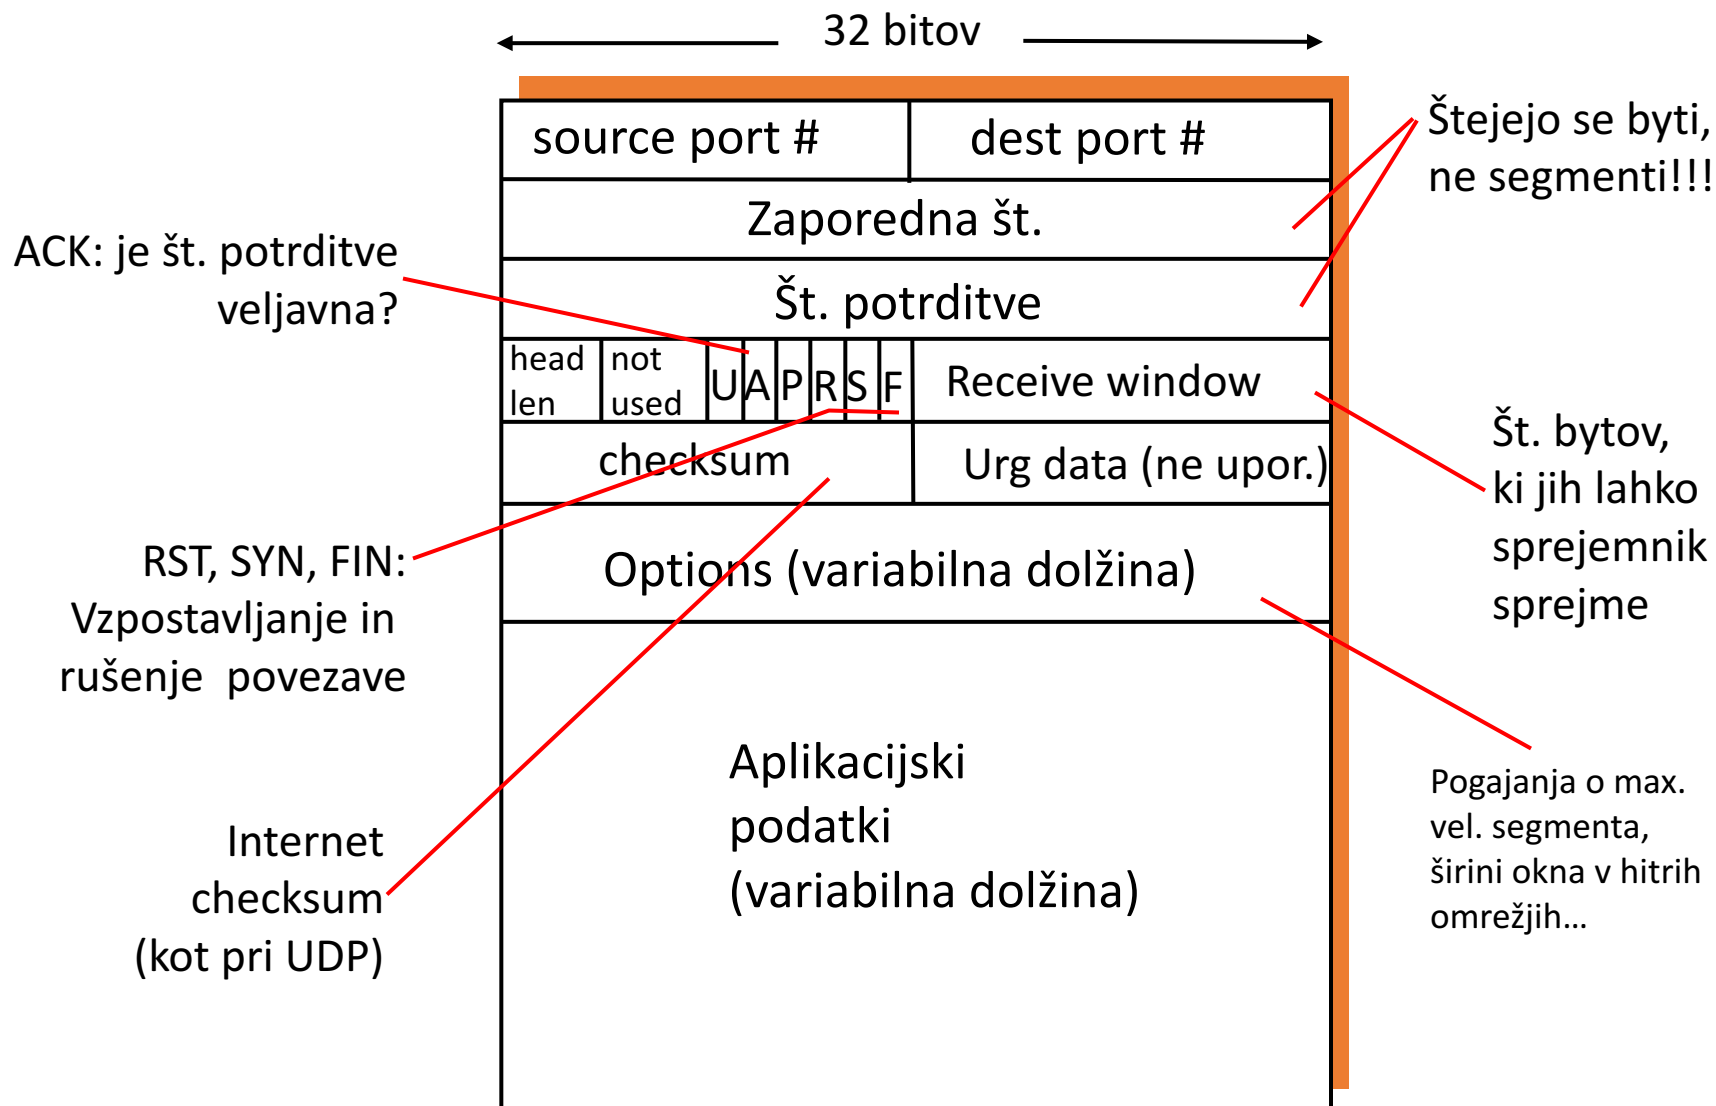 32 bitov
source port #
dest port #
Štejejo se byti,
ne segmenti!!!
Zaporedna št.
ACK: je št. potrditve
veljavna?
Št. potrditve
head
len
not
used
U
A
P
R
S
F
Receive window
Št. bytov,
ki jih lahko
sprejemnik
sprejme
checksum
Urg data (ne upor.)
RST, SYN, FIN:
Vzpostavljanje in
rušenje povezave
Options (variabilna dolžina)
Aplikacijski
podatki
(variabilna dolžina)
Pogajanja o max.
vel. segmenta,
širini okna v hitrih
omrežjih...
Internet
checksum
(kot pri UDP)